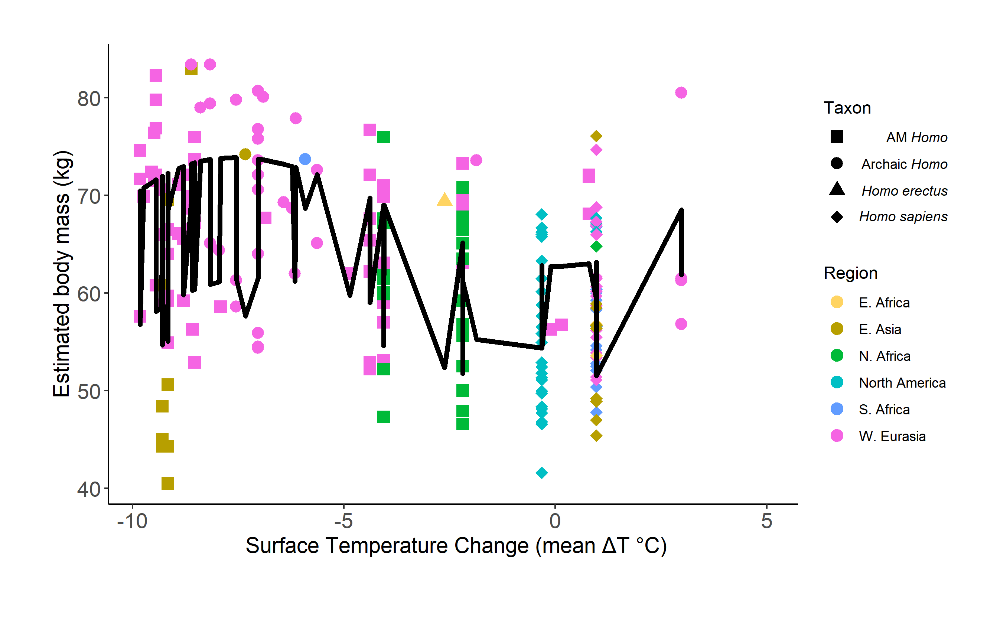 Estimated body mass (kg)
80
70
60
50
40
-10
-5
0
5
Surface Temperature Change (mean ΔT °C)
Taxon
AM Homo
Archaic Homo
Homo erectus
Homo sapiens
Region
E. Africa
E. Asia
N. Africa
North America
S. Africa
W. Eurasia